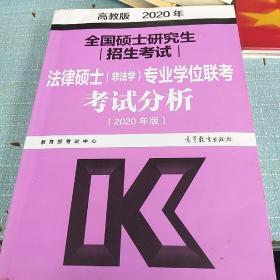 高教版 2020年
全国硕士研究生
招生考试
法律硕士（非法学）专业学位联考
考试分析
（2020年版）
教育部考试中心 高等教育出版社